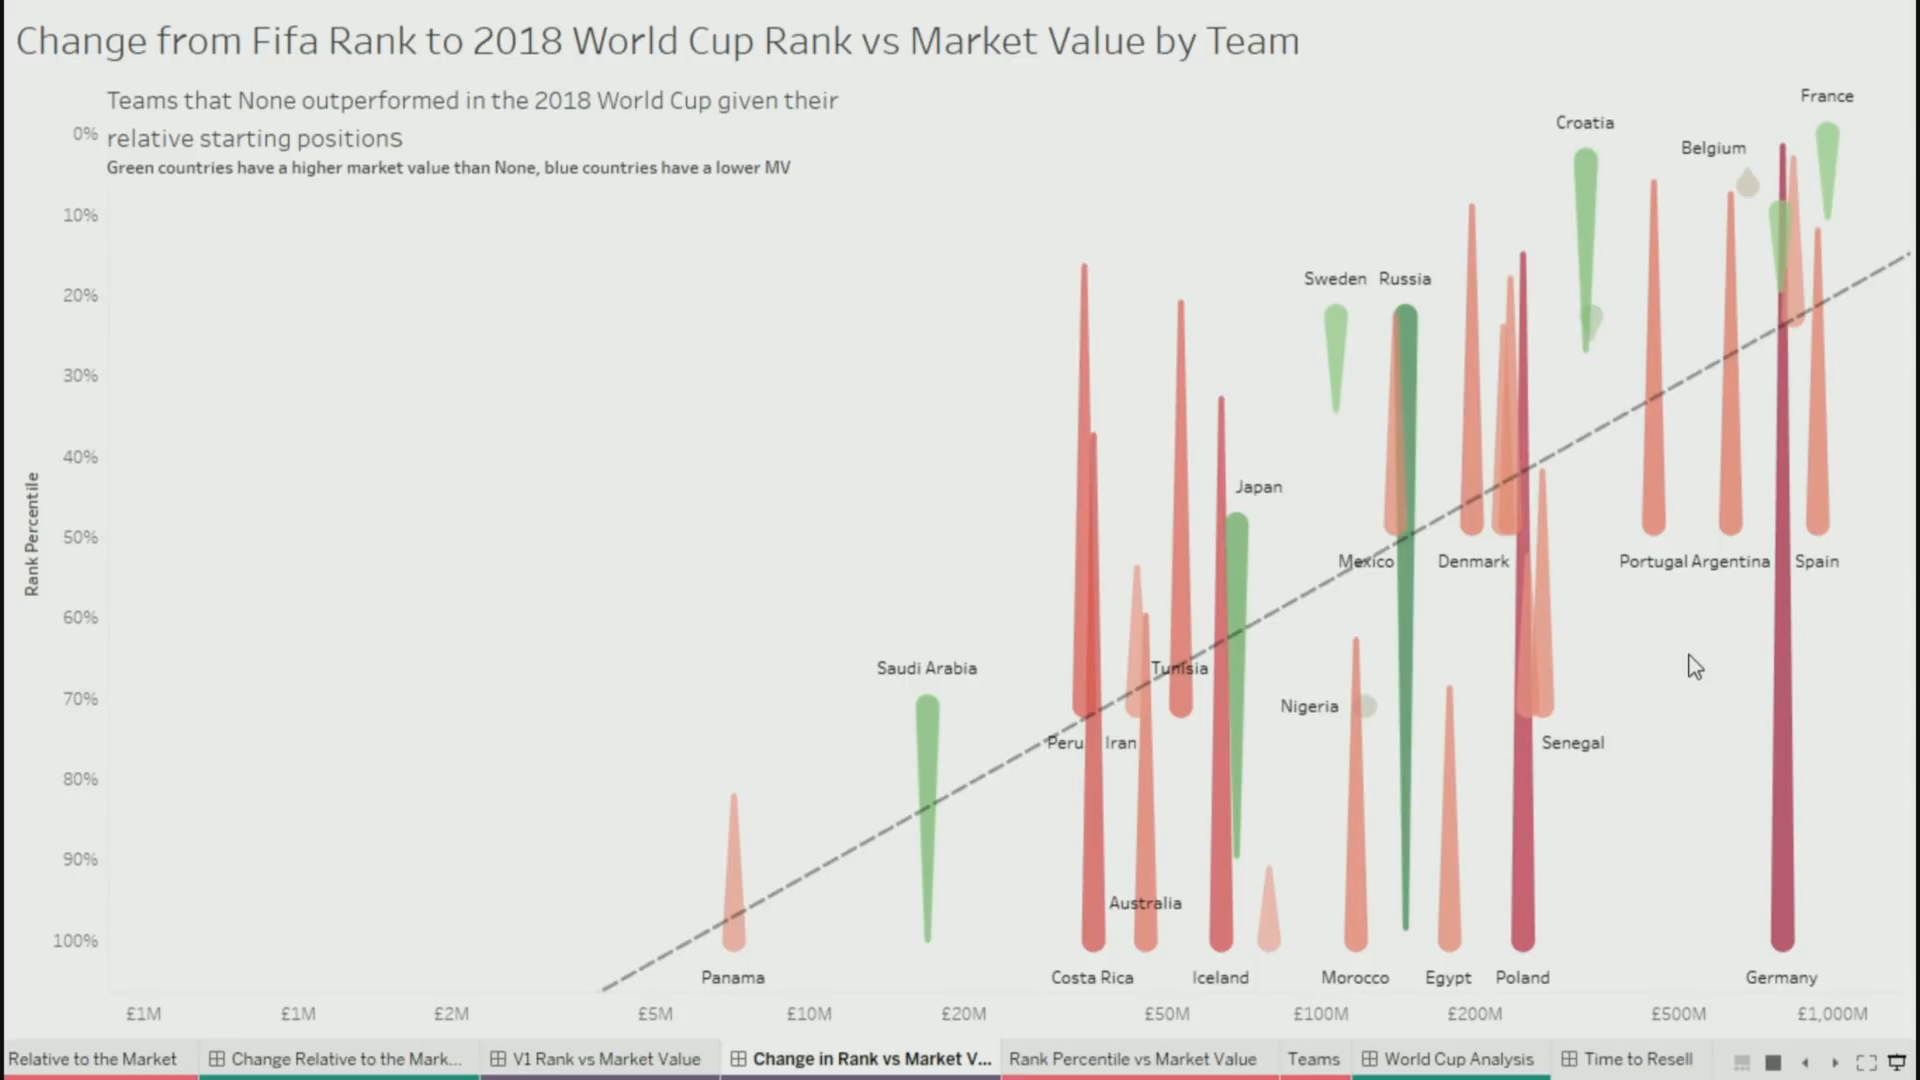 Change from Fifa Rank to 2018 World Cup Rank vs Market Value by Team
Teams that None outperformed in the 2018 World Cup given their
relative starting positions
Green countries have a higher market value than None, blue countries have a lower MV
France
Croatia
Belgium
0%
10%
20%
30%
40%
50%
60%
70%
80%
90%
100%
Rank Percentile
Sweden
Russia
Japan
Mexico
Denmark
Portugal
Argentina
Spain
Saudi Arabia
Tunisia
Nigeria
Peru
Iran
Senegal
Australia
Panama
Costa Rica
Iceland
Morocco
Egypt
Poland
Germany
£1M
£1M
£2M
£5M
£10M
£20M
£50M
£100M
£200M
£500M
£1,000M
Relative to the Market
Change Relative to the Mark...
V1 Rank vs Market Value
Change in Rank vs Market V...
Rank Percentile vs Market Value
Teams
World Cup Analysis
Time to Resell